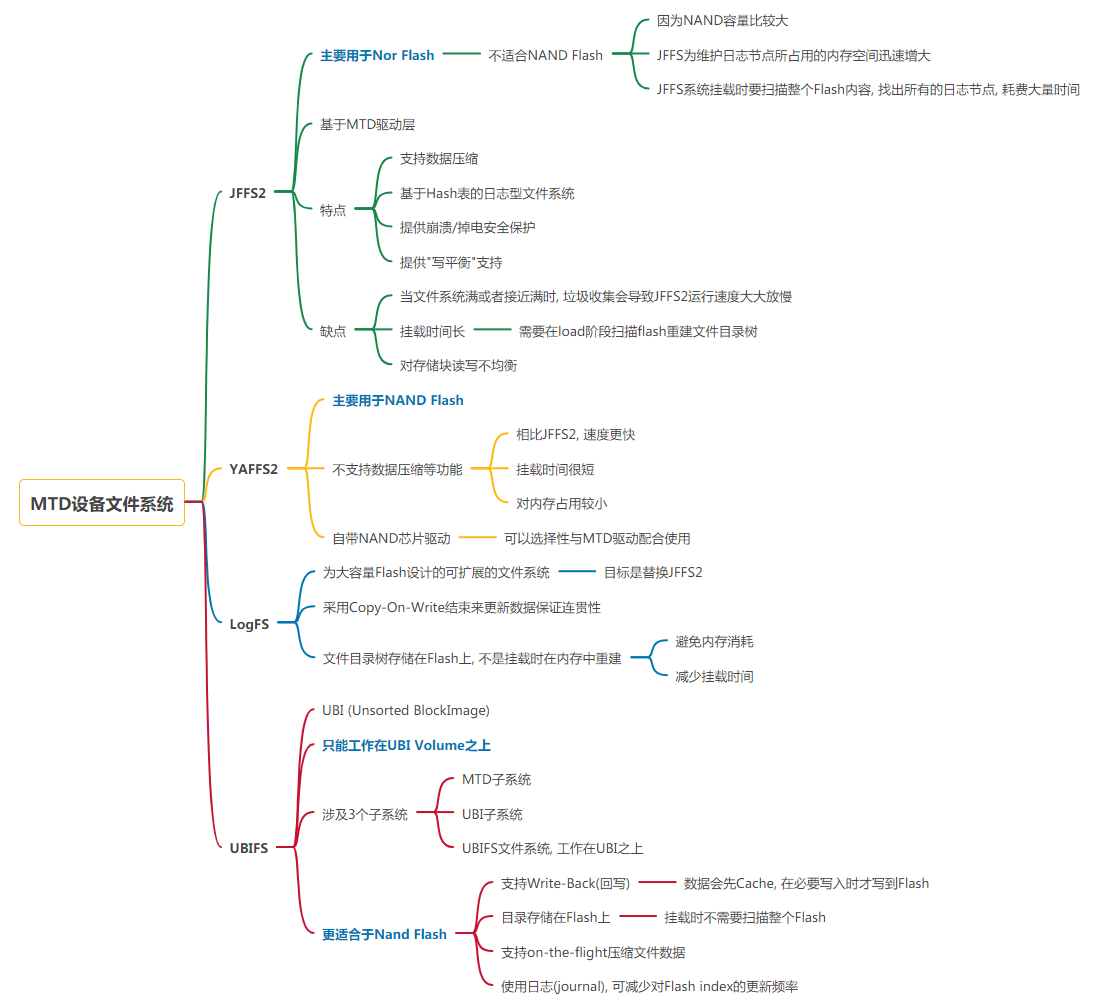 MTD设备文件系统
JFFS2
主要用于Nor Flash
不适合NAND Flash
因为NAND容量比较大
JFFS为维护日志节点所占用的内存空间迅速增大
JFFS系统挂载时要扫描整个Flash内容, 找出所有的日志节点, 耗费大量时间
基于MTD驱动层
特点
支持数据压缩
基于Hash表的日志型文件系统
提供崩溃/掉电安全保护
提供"写平衡"支持
缺点
当文件系统满或者接近满时, 垃圾收集会导致JFFS2运行速度大大放慢
挂载时间长
需要在load阶段扫描flash重建文件目录树
对存储块读写不均衡
YAFFS2
主要用于NAND Flash
不支持数据压缩等功能
相比JFFS2, 速度更快
挂载时间很短
对内存占用较小
自带NAND芯片驱动
可以选择性与MTD驱动配合使用
LogFS
为大容量Flash设计的可扩展的文件系统
目标是替换JFFS2
采用Copy-On-Write结束来更新数据保证连贯性
文件目录树存储在Flash上, 不是挂载时在内存中重建
避免内存消耗
减少挂载时间
UBIFS
UBI (Unsorted BlockImage)
只能工作在UBI Volume之上
涉及3个子系统
MTD子系统
UBI子系统
UBIFS文件系统, 工作在UBI之上
更适合于Nand Flash
支持Write-Back(回写)
数据会先Cache, 在必要写入时才写到Flash
目录存储在Flash上
挂载时不需要扫描整个Flash
支持on-the-flight压缩文件数据
使用日志(journal), 可减少对Flash index的更新频率